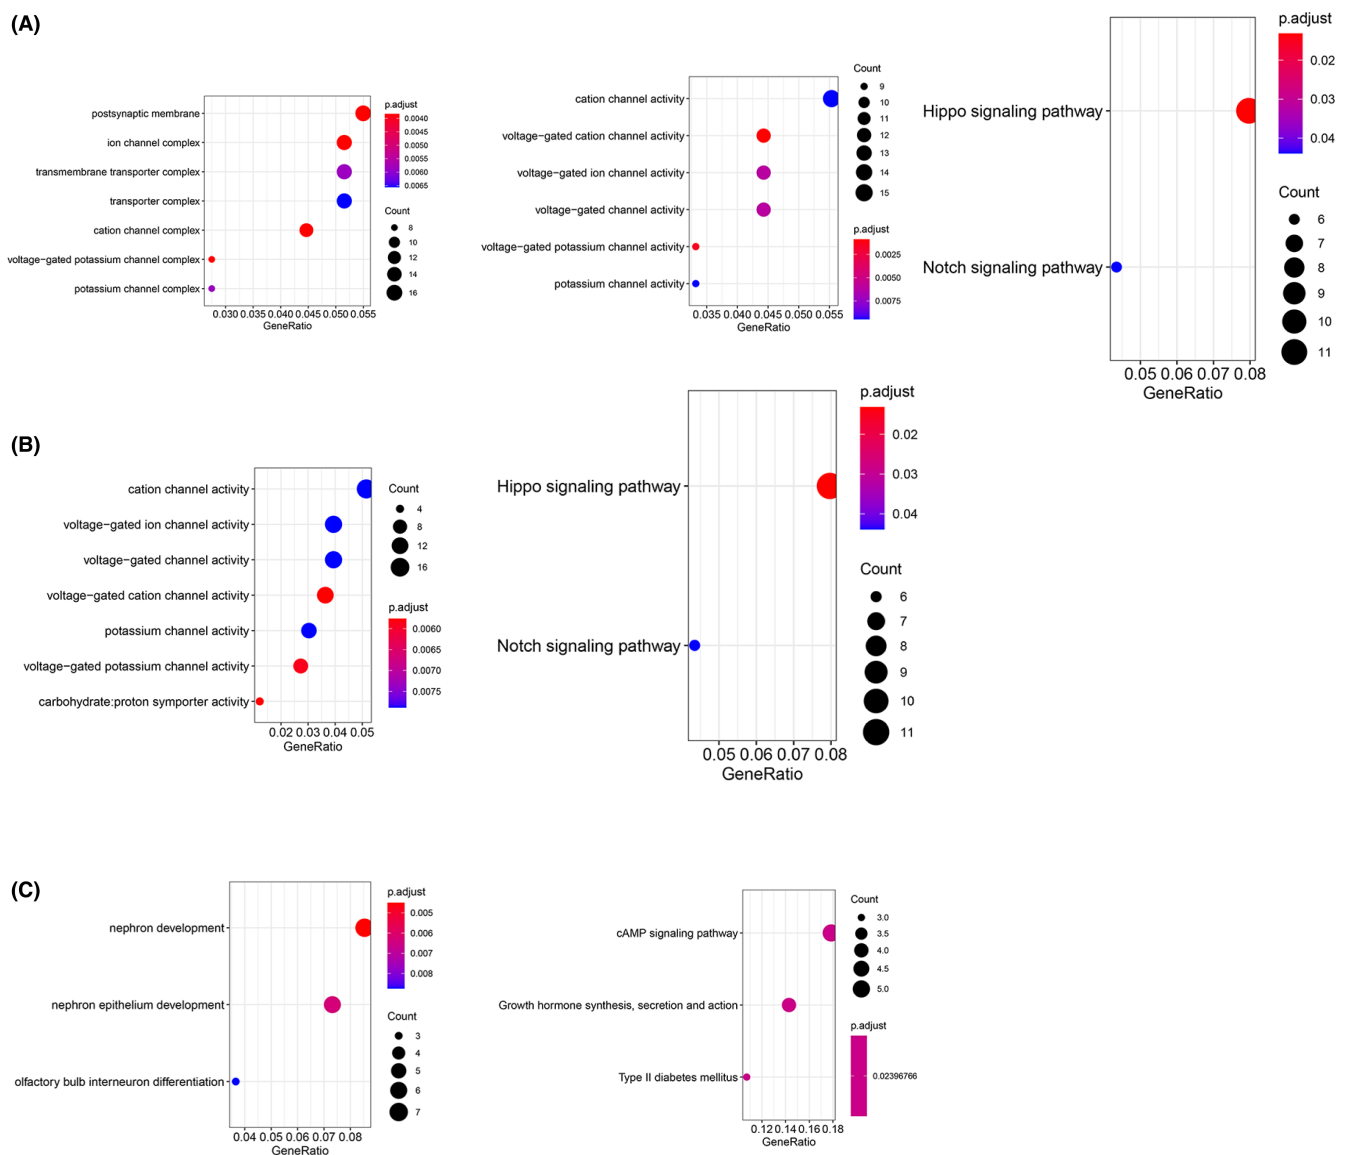 (A)
postsynaptic membrane
ion channel complex
transmembrane transporter complex
transporter complex
cation channel complex
voltage−gated potassium channel complex
potassium channel complex
0.030 0.035 0.040 0.045 0.050 0.055
GeneRatio
p.adjust
0.0040
0.0045
0.0050
0.0055
0.0060
0.0065
Count
8
10
12
14
16
cation channel activity
voltage−gated cation channel activity
voltage−gated ion channel activity
voltage−gated channel activity
voltage−gated potassium channel activity
potassium channel activity
0.035 0.040 0.045 0.050 0.055
GeneRatio
Count
9
10
11
12
13
14
15
p.adjust
0.0025
0.0050
0.0075
Hippo signaling pathway
Notch signaling pathway
0.05 0.06 0.07 0.08
GeneRatio
p.adjust
0.02
0.03
0.04
Count
6
7
8
9
10
11
(B)
cation channel activity
voltage−gated ion channel activity
voltage−gated channel activity
voltage−gated cation channel activity
potassium channel activity
voltage−gated potassium channel activity
carbohydrate:proton symporter activity
0.02 0.03 0.04 0.05
GeneRatio
Count
4
8
12
16
p.adjust
0.0060
0.0065
0.0070
0.0075
Hippo signaling pathway
Notch signaling pathway
0.05 0.06 0.07 0.08
GeneRatio
p.adjust
0.02
0.03
0.04
Count
6
7
8
9
10
11
(C)
nephron development
nephron epithelium development
olfactory bulb interneuron differentiation
0.04 0.05 0.06 0.07 0.08
GeneRatio
p.adjust
0.005
0.006
0.007
0.008
Count
3
4
5
6
7
cAMP signaling pathway
Growth hormone synthesis, secretion and action
Type II diabetes mellitus
0.12 0.14 0.16 0.18
GeneRatio
Count
3.0
3.5
4.0
4.5
5.0
p.adjust
0.02396766